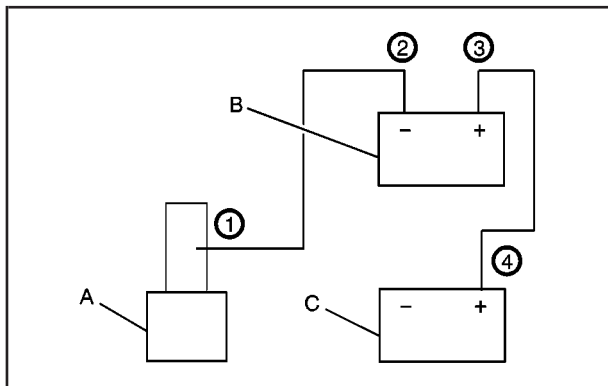 ② ③
B
− +
①
④
A
C
− +